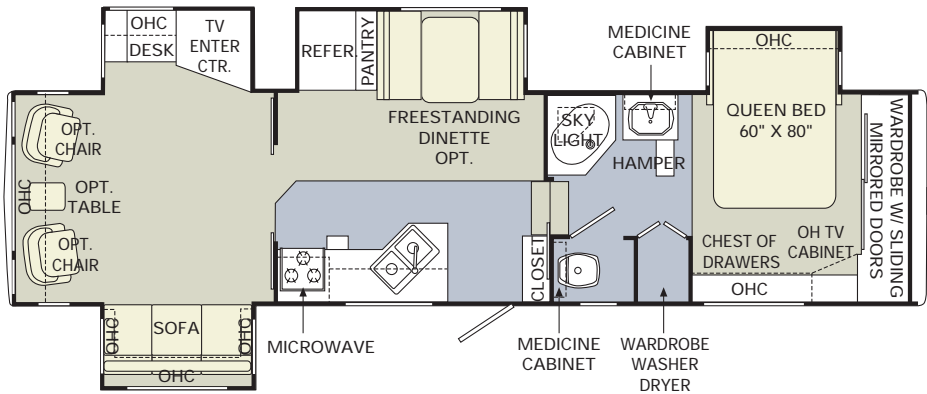 OHC
DESK
TV
ENTER
CTR.
REFER.
PANTRY
MEDICINE
CABINET
OHC
OPT.
CHAIR
OHC
OPT.
TABLE
OPT.
CHAIR
FREESTANDING
DINETTE
OPT.
SKY
LIGHT
HAMPER
QUEEN BED
60" X 80"
WARDROBE W/ SLIDING
MIRRORED DOORS
CHEST OF
DRAWERS
OH TV
CABINET
OHC
CLOSET
OHC
SOFA
OHC
OHC
MICROWAVE
MEDICINE
CABINET
WARDROBE
WASHER
DRYER